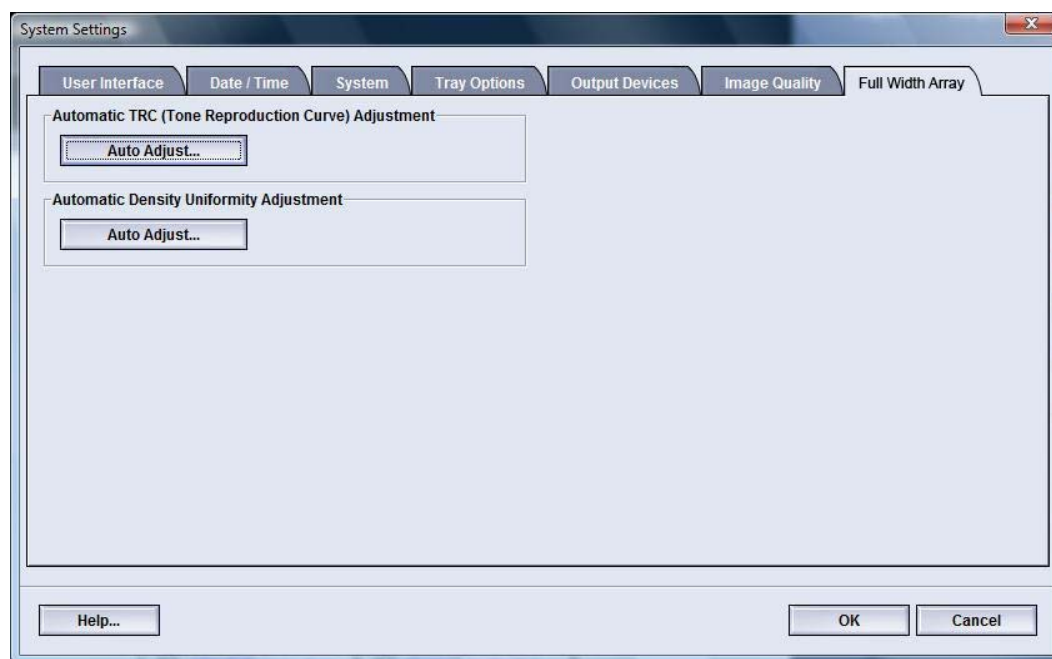 System Settings
User Interface Date / Time System Tray Options Output Devices Image Quality Full Width Array
Automatic TRC (Tone Reproduction Curve) Adjustment
Auto Adjust...
Automatic Density Uniformity Adjustment
Auto Adjust...
Help... OK Cancel